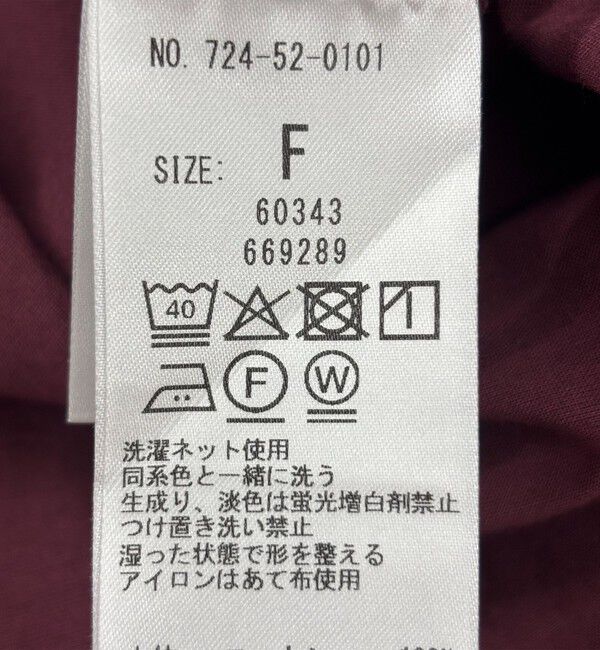 NO. 724-52-0101
SIZE: F
60343
669289
40
F W
洗濯ネット使用
同系色と一緒に洗う
生成り、淡色は蛍光増白剤禁止
つけ置き洗い禁止
湿った状態で形を整える
アイロンはあて布使用